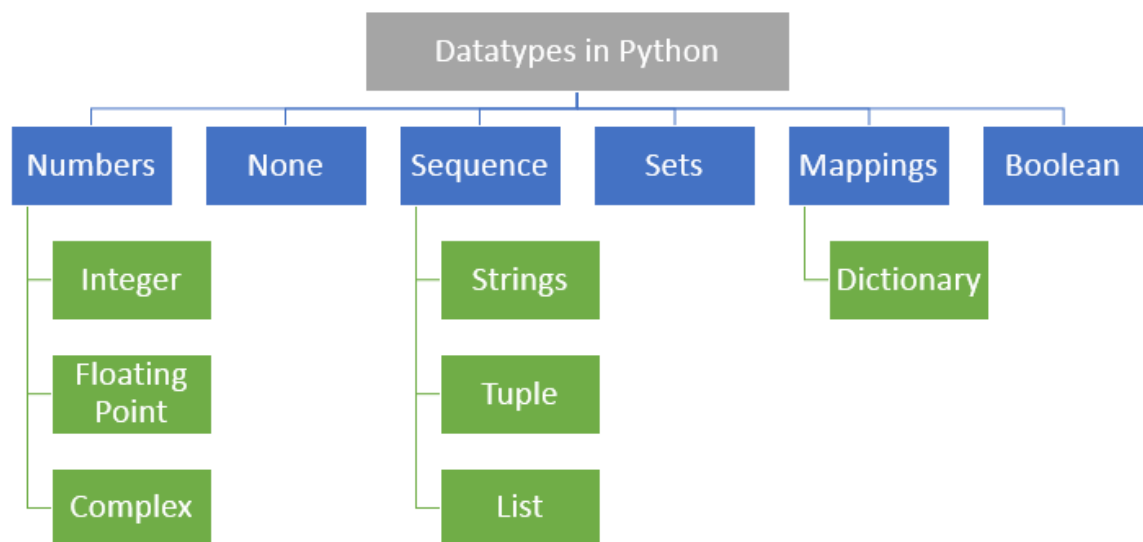 Datatypes in Python
Numbers
None
Sequence
Sets
Mappings
Boolean
Integer
Strings
Dictionary
Floating
Point
Tuple
Complex
List